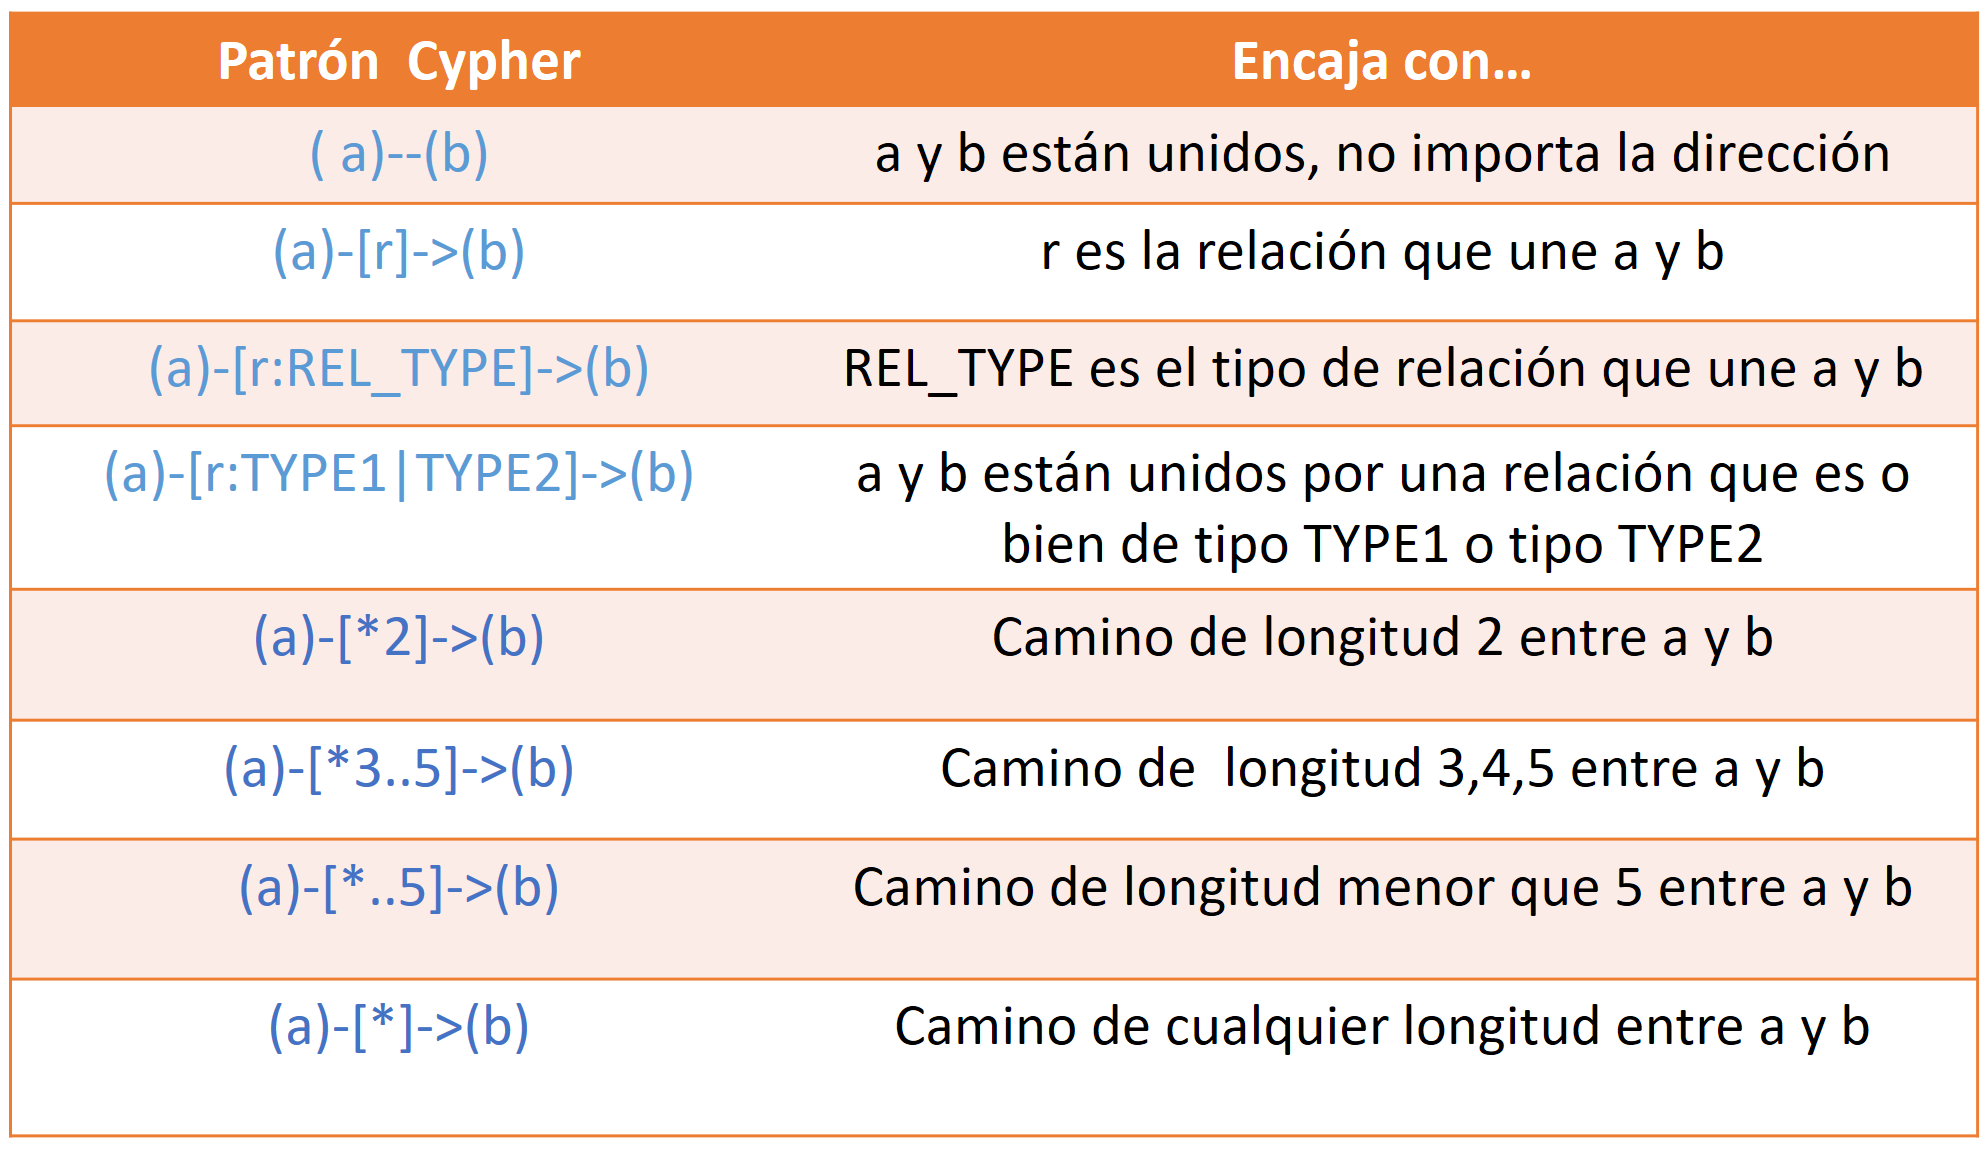 Patrón  Cypher
Encaja con...
( a)--(b)
a y b están unidos, no importa la dirección
(a)-[r]->(b)
r es la relación que une a y b
(a)-[r:REL_TYPE]->(b)
REL_TYPE es el tipo de relación que une a y b
(a)-[r:TYPE1|TYPE2]->(b)
a y b están unidos por una relación que es o
bien de tipo TYPE1 o tipo TYPE2
(a)-[*2]->(b)
Camino de longitud 2 entre a y b
(a)-[*3..5]->(b)
Camino de  longitud 3,4,5 entre a y b
(a)-[*..5]->(b)
Camino de longitud menor que 5 entre a y b
(a)-[*]->(b)
Camino de cualquier longitud entre a y b